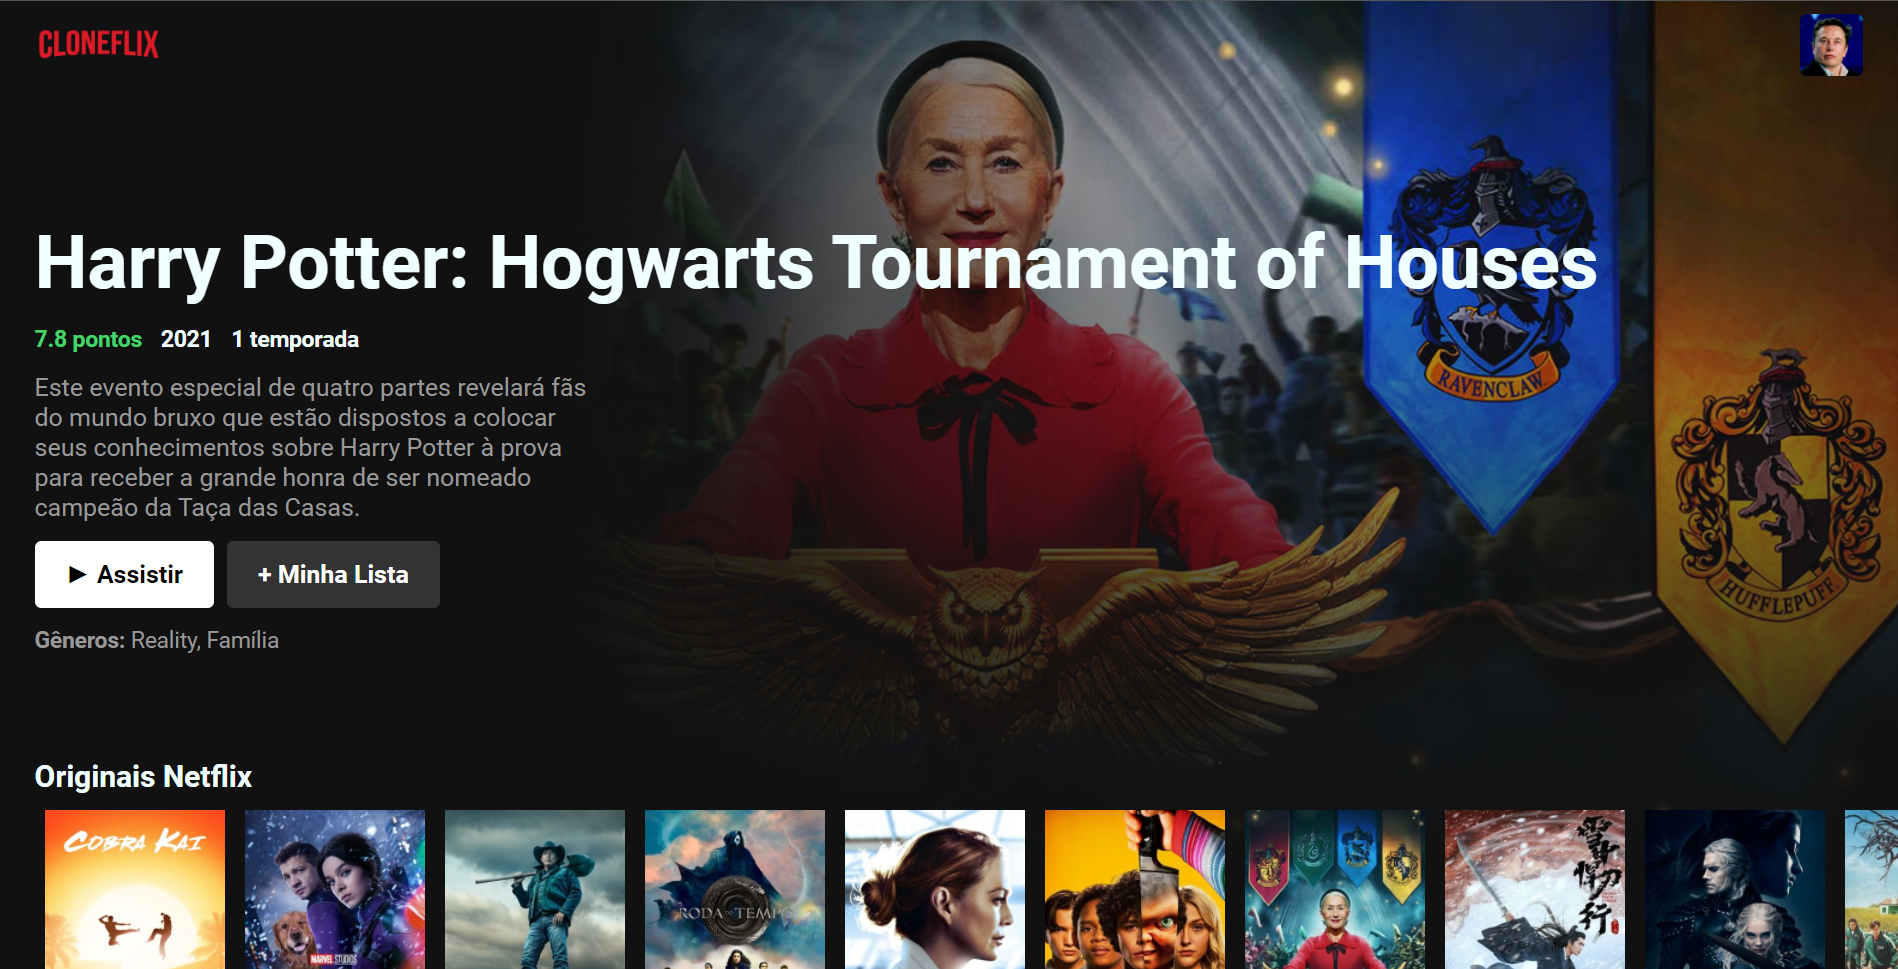 CLONEFLIX
RAVENCLAW
HUFFLEPUFF
Harry Potter: Hogwarts Tournament of Houses
7.8 pontos 2021 1 temporada
Este evento especial de quatro partes revelará fãs
do mundo bruxo que estão dispostos a colocar
seus conhecimentos sobre Harry Potter à prova
para receber a grande honra de ser nomeado
campeão da Taça das Casas.
► Assistir
+ Minha Lista
Gêneros: Reality, Família
Originais Netflix
COBRA KAI
MARVEL STUDIOS
RODA DO TEMPO
雪中悍刀行